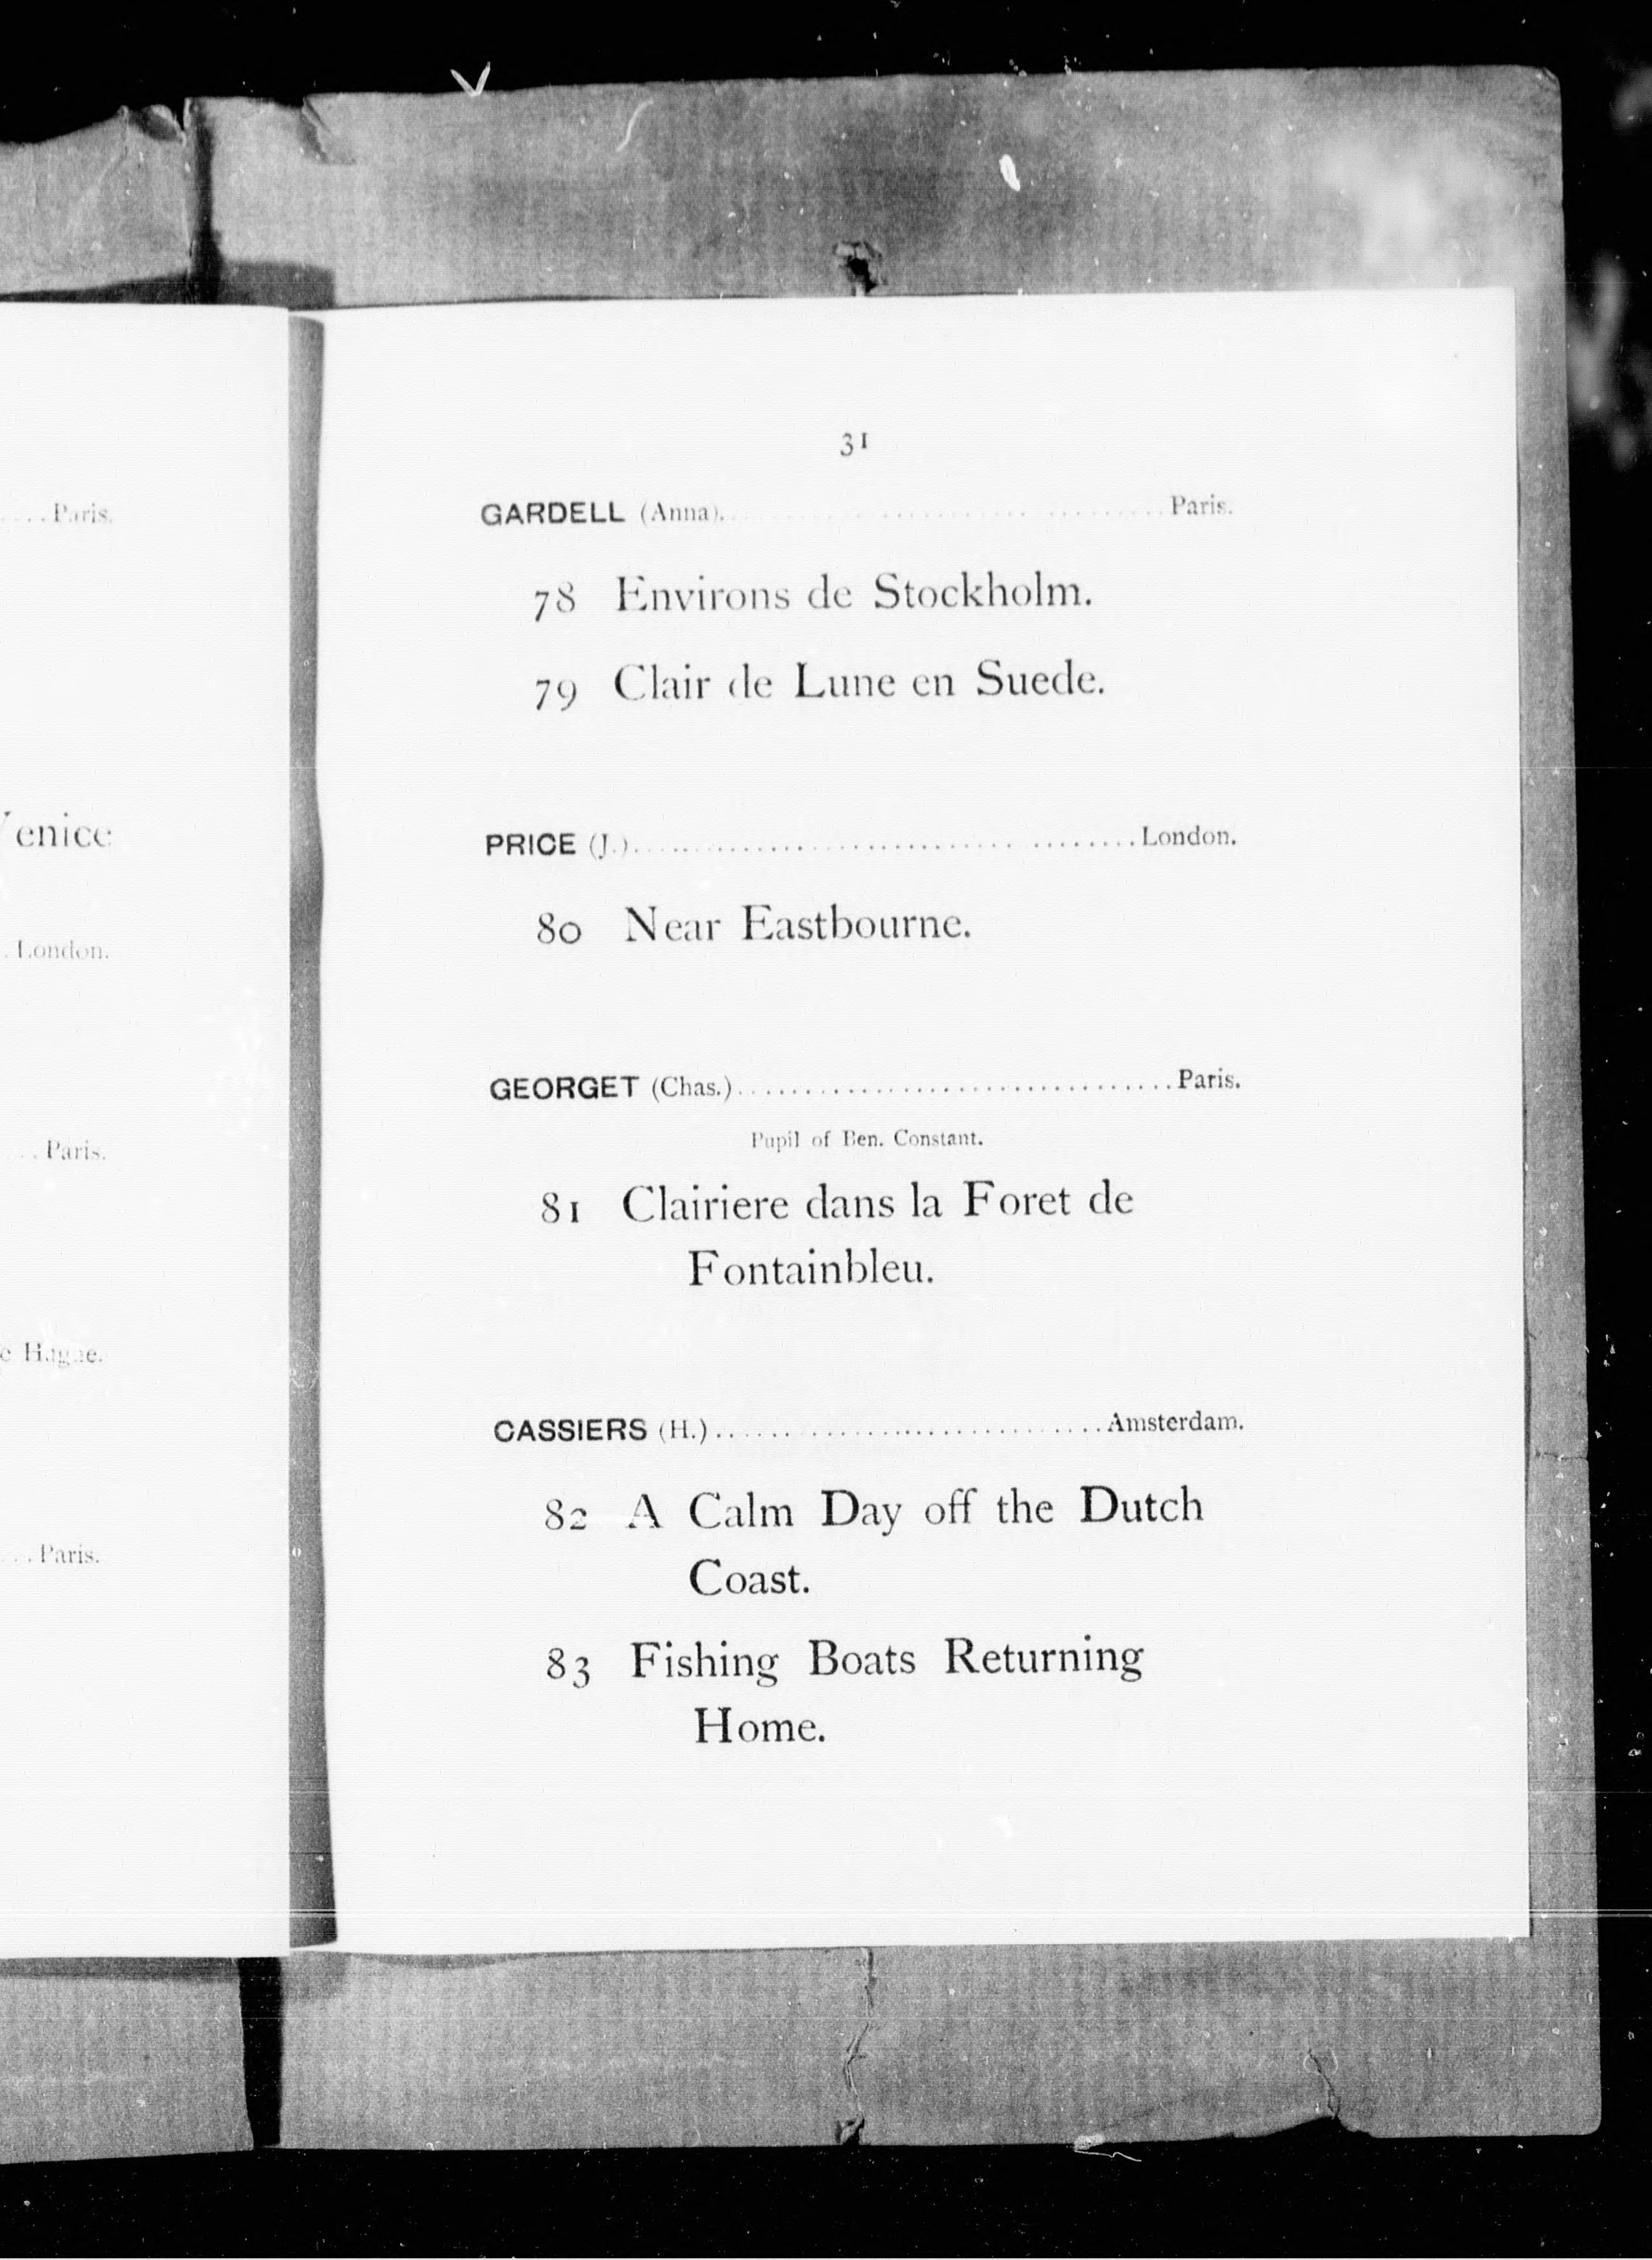 ....Paris.
enice
.London.
...Paris.
Hague.
...Paris.
31
GARDELL (Anna)........................................Paris.
78 Environs de Stockholm.
79 Clair de Lune en Suede.
PRICE (J.)........................................London.
80 Near Eastbourne.
GEORGET (Chas.)........................................Paris.
Pupil of Ben. Constant.
81 Clairiere dans la Foret de
Fontainbleu.
CASSIERS (H.)........................................Amsterdam.
82 A Calm Day off the Dutch
Coast.
83 Fishing Boats Returning
Home.